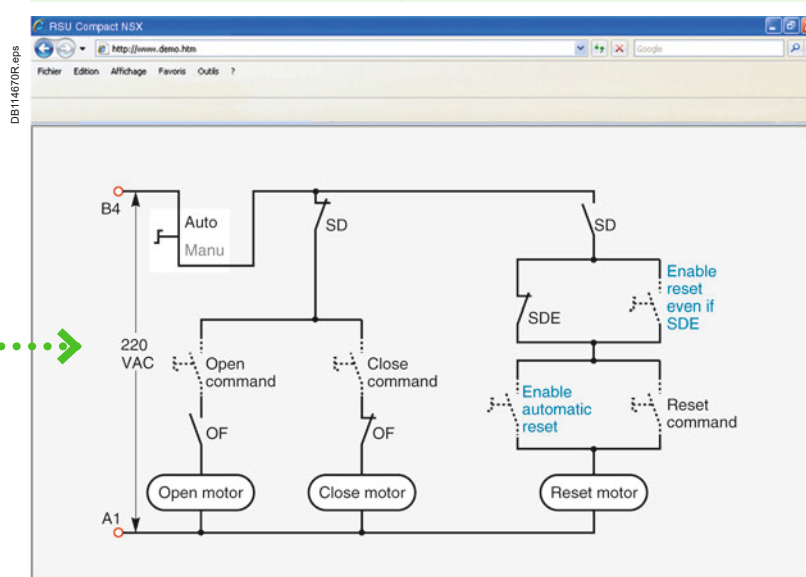 RSU Compact NSX
http://www.demo.htm
Google
Fichier Edition Affichage Favoris Outils ?
DB114670R.eps
B4
Auto
Manu
SD
SD
Enable
reset
even if
SDE
SDE
220
VAC
Open
command
Close
command
Enable
automatic
reset
Reset
command
OF
OF
Open motor
Close motor
Reset motor
A1